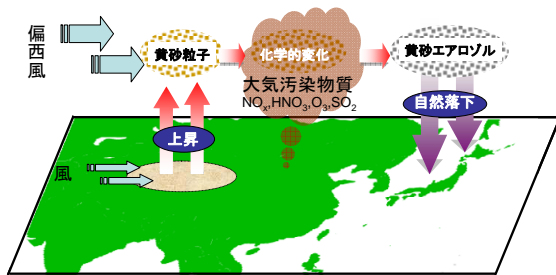 偏西風
黄砂粒子
化学的変化
黄砂エアロゾル
大気汚染物質
NOx,HNO3,O3,SO2
自然落下
上昇
風